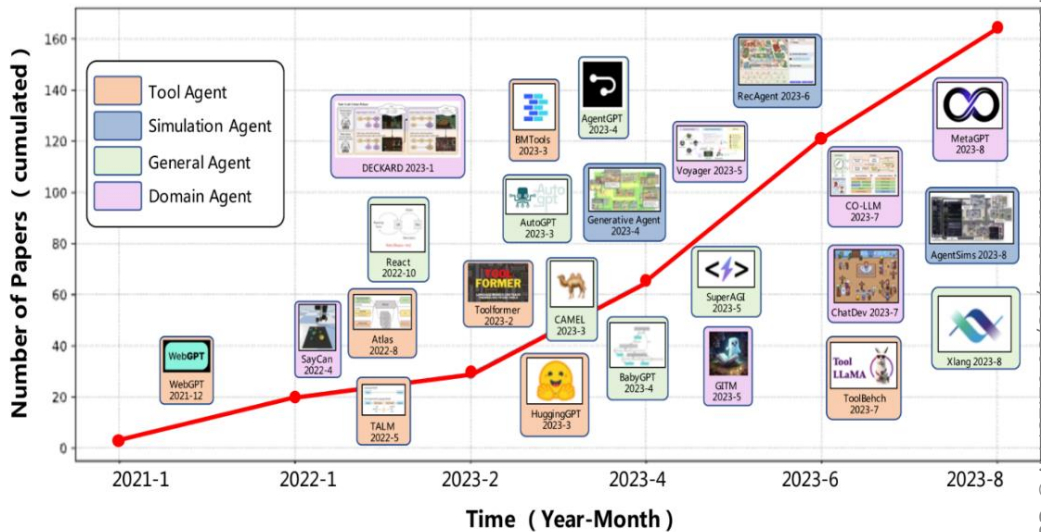 Number of Papers ( cumulated )
160
140
120
100
80
60
40
20
0
Tool Agent
Simulation Agent
General Agent
Domain Agent
WebGPT
WebGPT
2021-12
SayCan
2022-4
TALM
2022-5
Atlas
2022-8
React
2022-10
DECKARD 2023-1
TOOL
FORMER
Toolformer
2023-2
BMTools
2023-3
Auto
gpt
AutoGPT
2023-3
CAMEL
2023-3
HuggingGPT
2023-3
AgentGPT
2023-4
Generative Agent
2023-4
BabyGPT
2023-4
Voyager 2023-5
SuperAGI
2023-5
GITM
2023-5
RecAgent 2023-6
CO-LLM
2023-7
ChatDev 2023-7
Tool
LLaMA
ToolBehch
2023-7
MetaGPT
2023-8
AgentSims 2023-8
Xlang 2023-8
2021-1
2022-1
2023-2
2023-4
2023-6
2023-8
Time ( Year-Month )